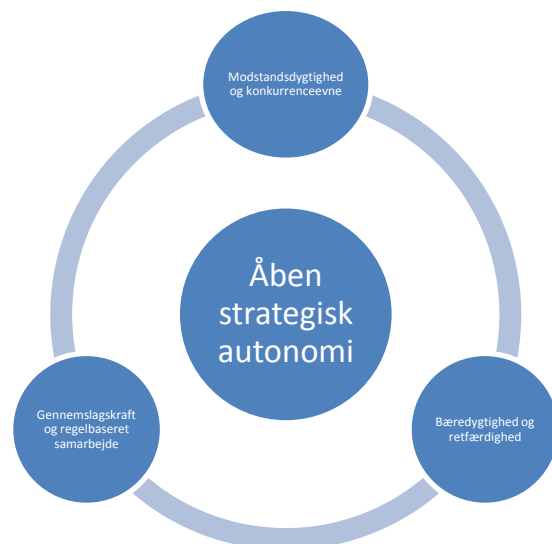 Modstandsdygtighed
og konkurrenceevne
Åben
strategisk
autonomi
Gennemslagskraft
og regelbaseret
samarbejde
Bæredygtighed og
retfærdighed